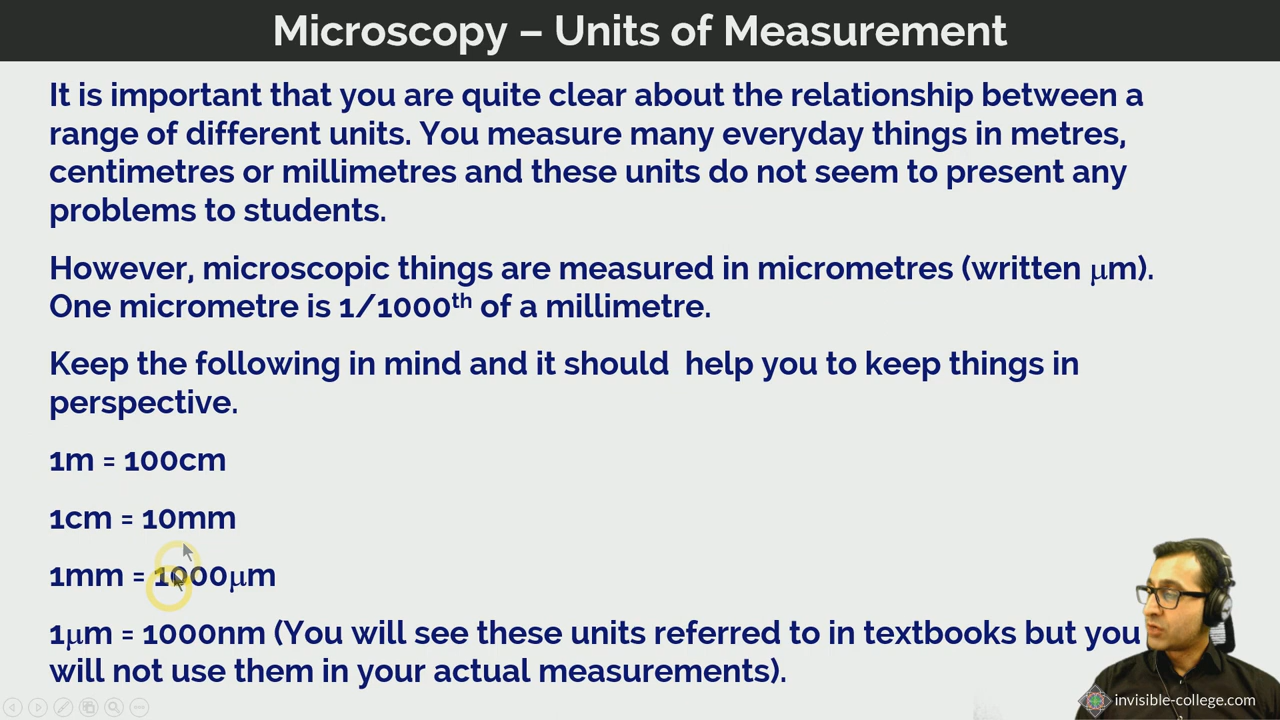 Microscopy – Units of Measurement
It is important that you are quite clear about the relationship between a
range of different units. You measure many everyday things in metres,
centimetres or millimetres and these units do not seem to present any
problems to students.
However, microscopic things are measured in micrometres (written μm).
One micrometre is 1/1000th of a millimetre.
Keep the following in mind and it should  help you to keep things in
perspective.
1m = 100cm
1cm = 10mm
1mm = 1000μm
1μm = 1000nm (You will see these units referred to in textbooks but you
will not use them in your actual measurements).
invisible-college.com